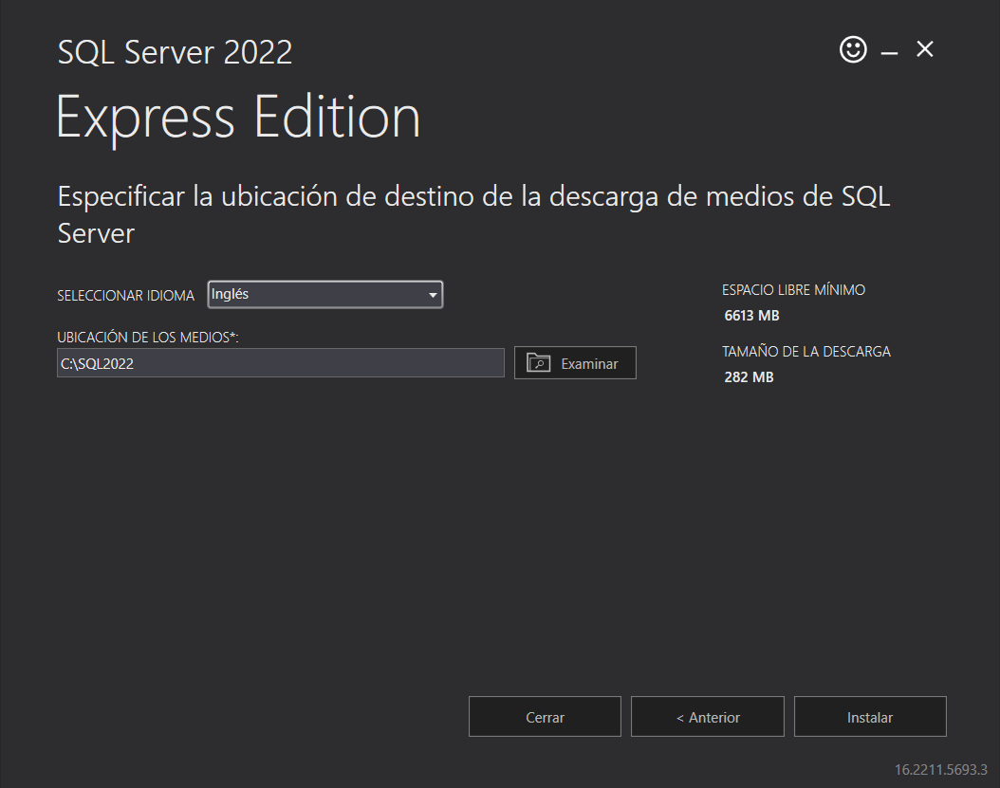 SQL Server 2022
Express Edition
Especificar la ubicación de destino de la descarga de medios de SQL
Server
SELECCIONAR IDIOMA Inglés
UBICACIÓN DE LOS MEDIOS*:
C:\SQL2022 Examinar
ESPACIO LIBRE MÍNIMO
6613 MB
TAMAÑO DE LA DESCARGA
282 MB
Cerrar < Anterior Instalar
16.2211.5693.3